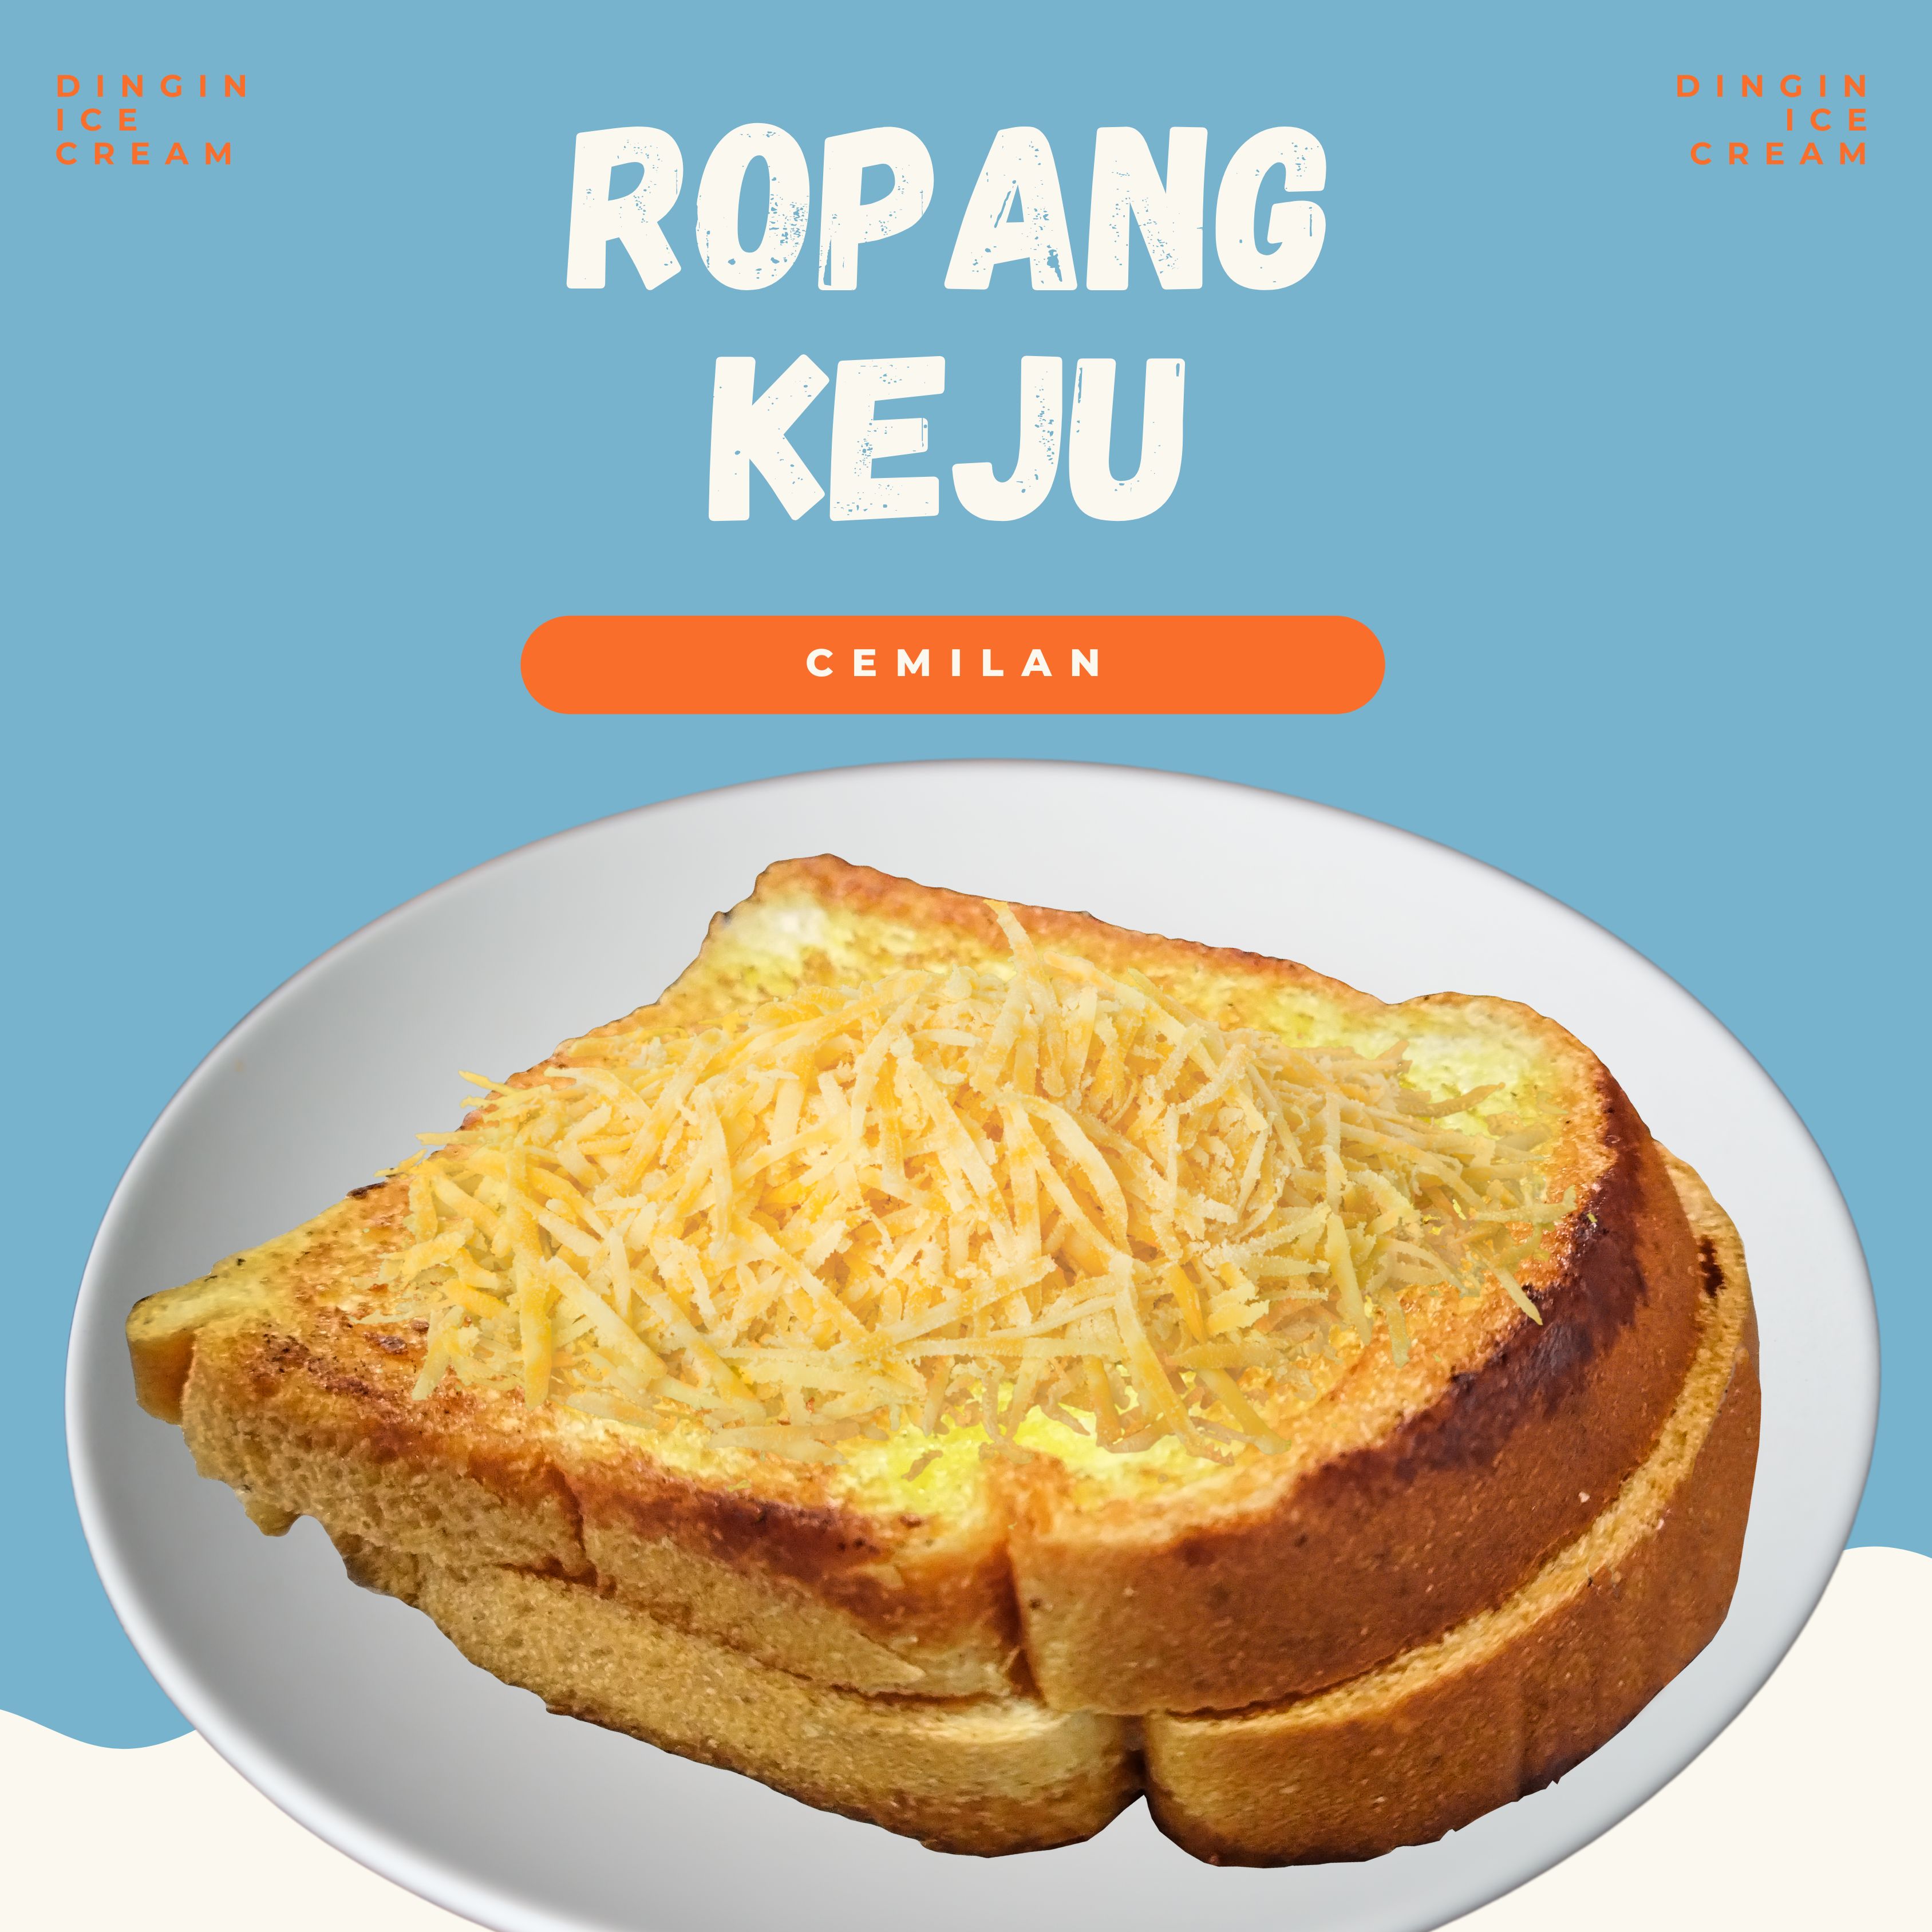 DINGIN
ICE
CREAM
DINGIN
ICE
CREAM
ROPANG
KEJU
CEMILAN